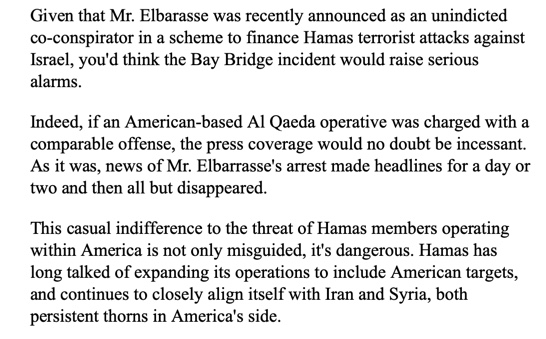 Given that Mr. Elbarasse was recently announced as an unindicted
co-conspirator in a scheme to finance Hamas terrorist attacks against
Israel, you'd think the Bay Bridge incident would raise serious
alarms.
Indeed, if an American-based Al Qaeda operative was charged with a
comparable offense, the press coverage would no doubt be incessant.
As it was, news of Mr. Elbarrasse's arrest made headlines for a day or
two and then all but disappeared.
This casual indifference to the threat of Hamas members operating
within America is not only misguided, it's dangerous. Hamas has
long talked of expanding its operations to include American targets,
and continues to closely align itself with Iran and Syria, both
persistent thorns in America's side.